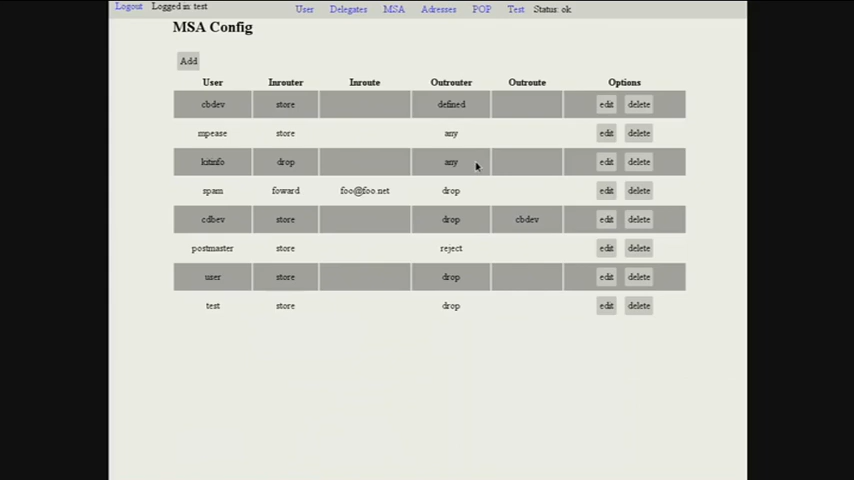 Logout Logged in: test User Delegates MSA Adresses POP Test Status: ok
MSA Config
Add
User Inrouter Inroute Outrouter Outroute Options
cbdev store defined edit delete
mpease store any edit delete
kitinfo drop any edit delete
spam foward foo@foo.net drop edit delete
cdbev store drop cbdev edit delete
postmaster store reject edit delete
user store drop edit delete
test store drop edit delete